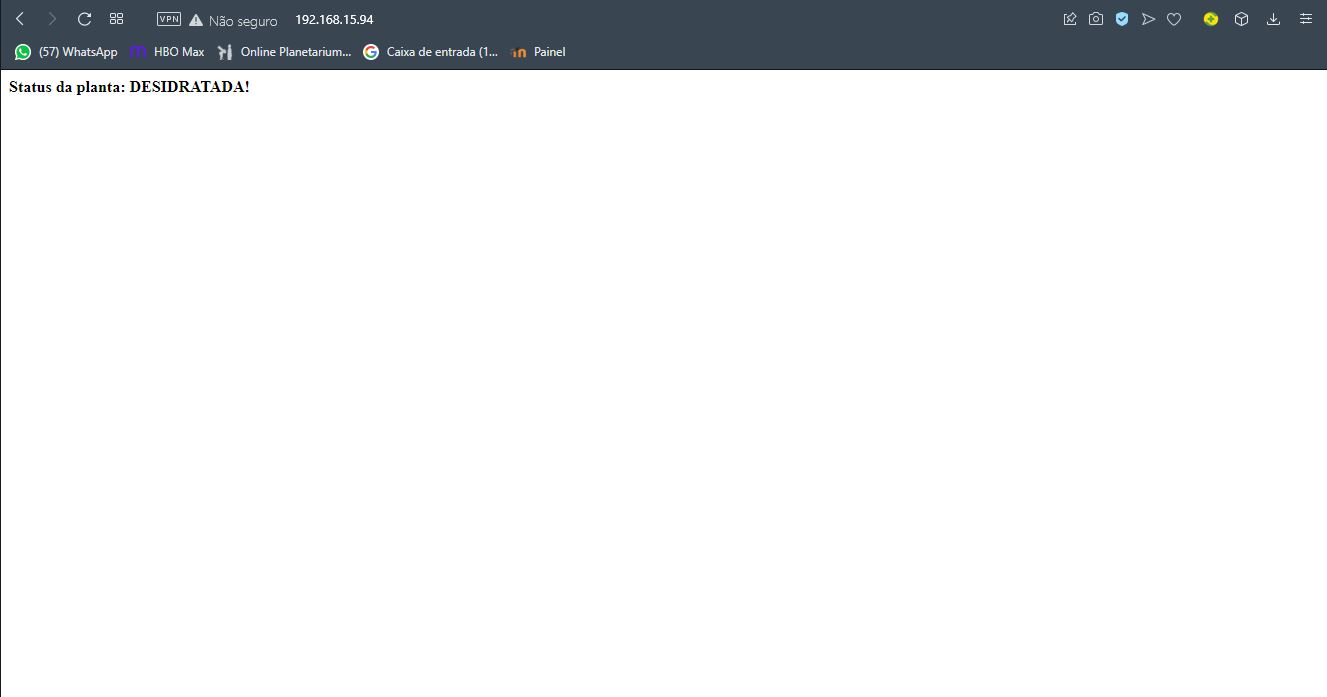 VPN Não seguro 192.168.15.94
(57) WhatsApp HBO Max Online Planetarium... Caixa de entrada (1... Painel
Status da planta: DESIDRATADA!